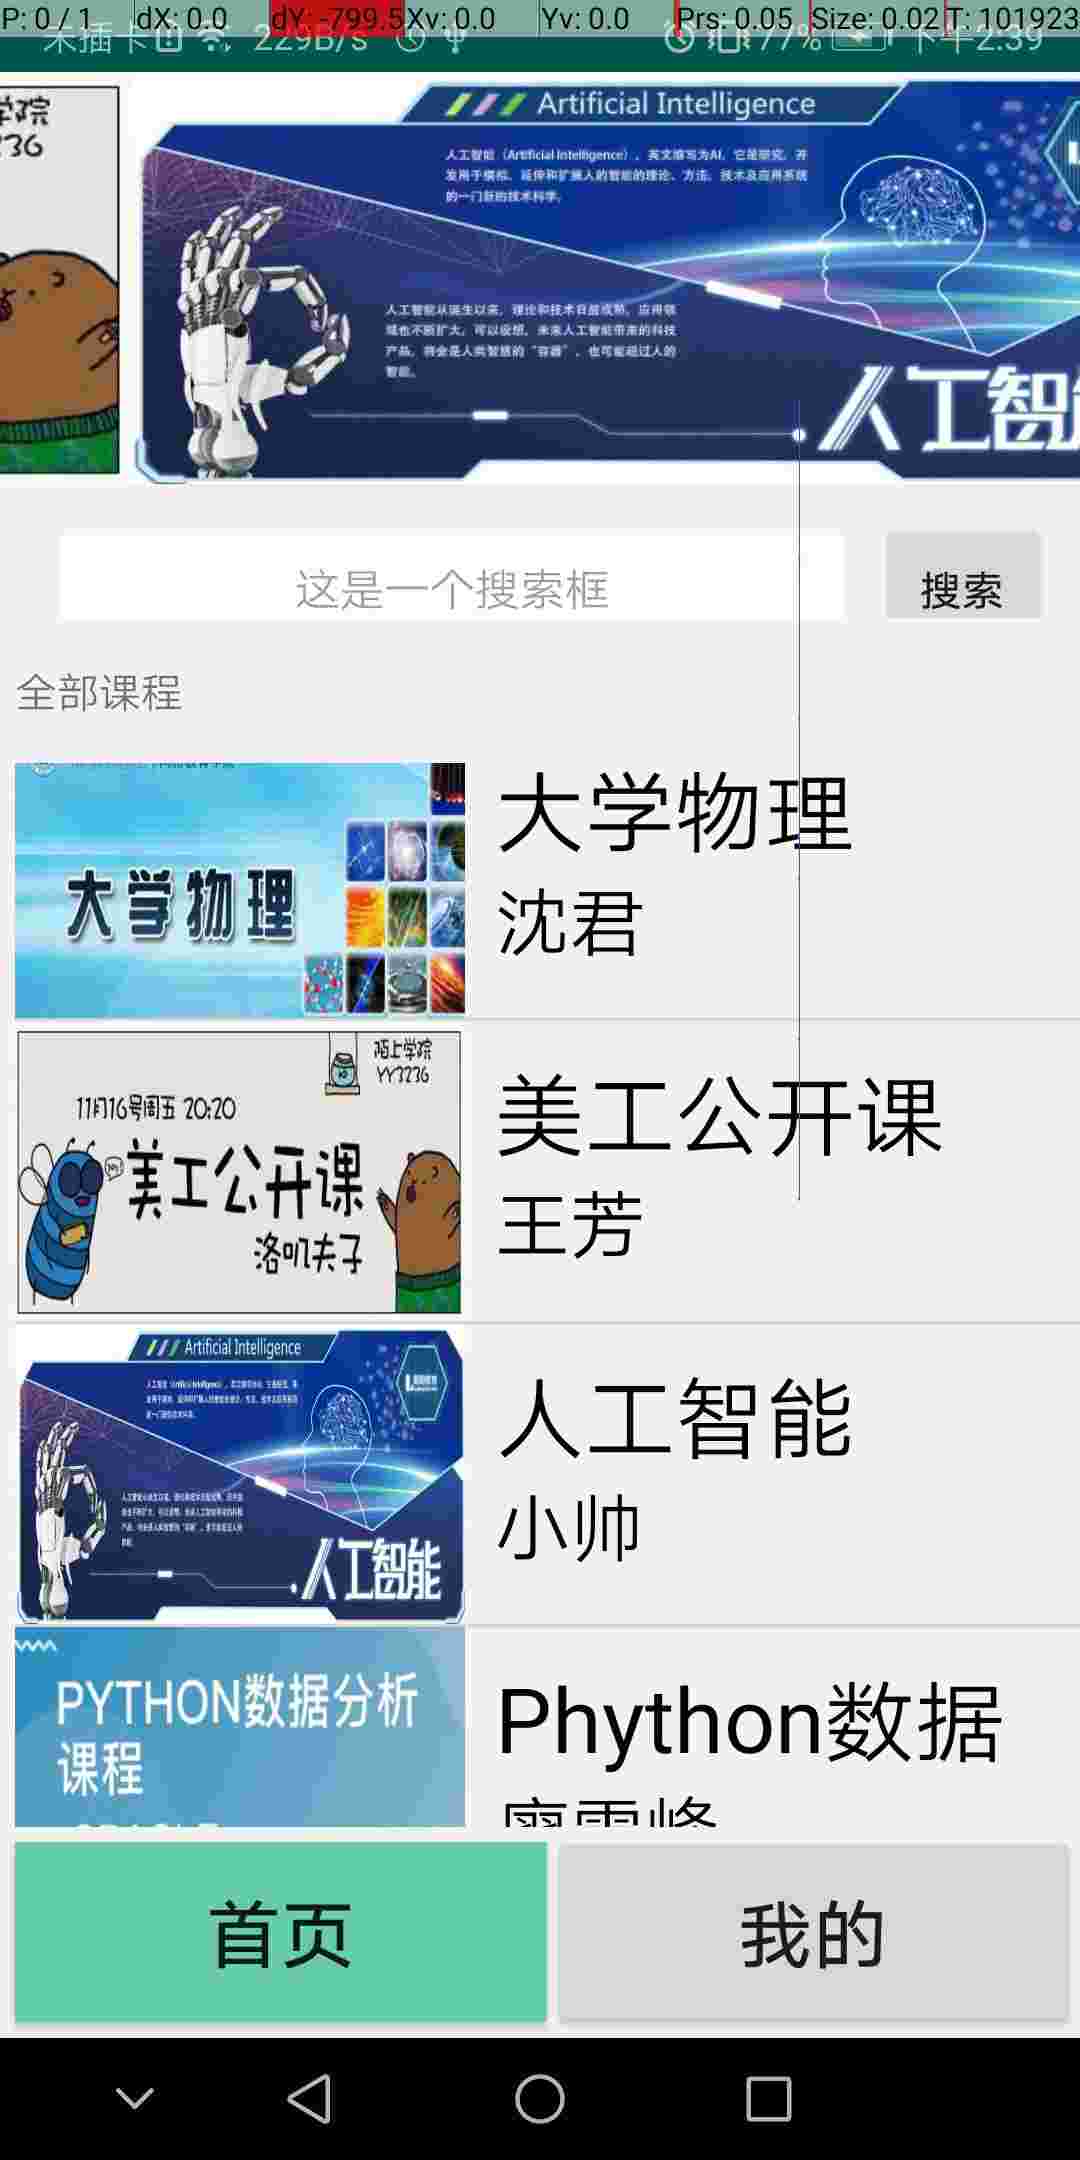 P: 0 / 1 dX: 0.0 dY: -799.5 Xv: 0.0 Yv: 0.0 Prs: 0.05 Size: 0.02 T: 101923
未插卡 229B/s 77% 下午2:39
学院
236
Artificial Intelligence
人工智能（Artificial Intelligence），英文缩写为AI。它是研究、开
发用于模拟、延伸和扩展人的智能的理论、方法、技术及应用系统
的一门新的技术科学。
人工智能从诞生以来，理论和技术日益成熟，应用领
域也不断扩大，可以设想，未来人工智能带来的科技
产品，将会是人类智慧的“容器”，也可能超过人的
智能。
人工智能
这是一个搜索框
搜索
全部课程
大学物理
大学物理
沈君
陌上学院
YY3236
11月16号周五 20:20
美工公开课
洛叽夫子
美工公开课
王芳
Artificial Intelligence
人工智能
人工智能
小帅
PYTHON数据分析
课程
Phython数据
廖雪峰
首页
我的